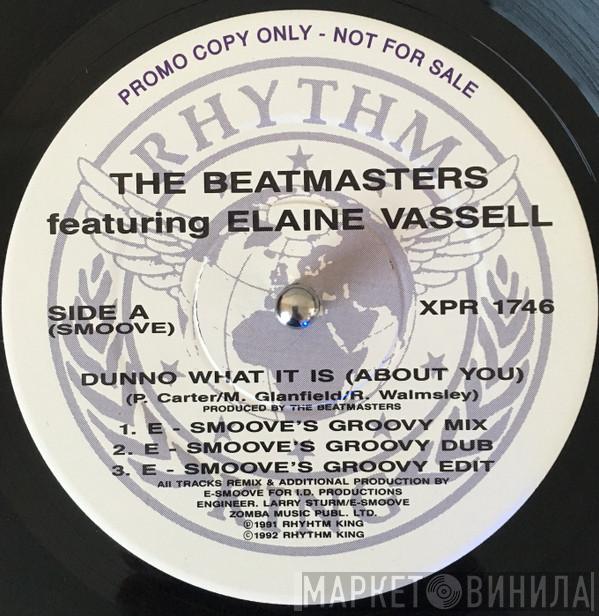 PROMO COPY ONLY - NOT FOR SALE
RHYTHM
THE BEATMASTERS
featuring ELAINE VASSELL
SIDE A
(SMOOVE)
XPR 1746
DUNNO WHAT IT IS (ABOUT YOU)
(P. Carter/M. Glanfield/R. Walmsley)
PRODUCED BY THE BEATMASTERS
1. E - SMOOVE'S GROOVY MIX
2. E - SMOOVE'S GROOVY DUB
3. E - SMOOVE'S GROOVY EDIT
All TRACKS REMIX & ADDITIONAL PRODUCTION BY
E-SMOOVE FOR I.D. PRODUCTIONS
ENGINEER. LARRY STURM/E-SMOOVE
ZOMBA MUSIC PUBL. LTD.
℗1991 RHYHTM KING
©1992 RHYTHM KING
МАРКЕТ ВИНИЛА